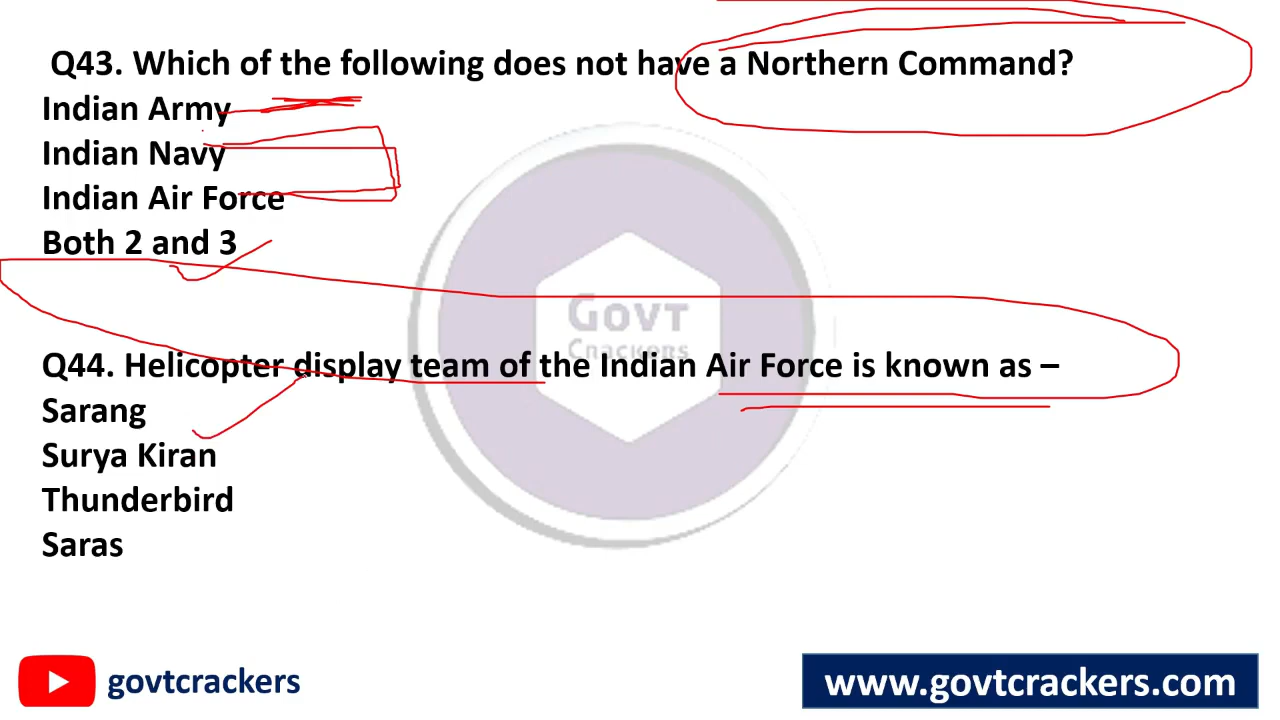 Q43. Which of the following does not have a Northern Command?
Indian Army
Indian Navy
Indian Air Force
Both 2 and 3
GOVT
CRACKERS
Q44. Helicopter display team of the Indian Air Force is known as –
Sarang
Surya Kiran
Thunderbird
Saras
govtcrackers
www.govtcrackers.com